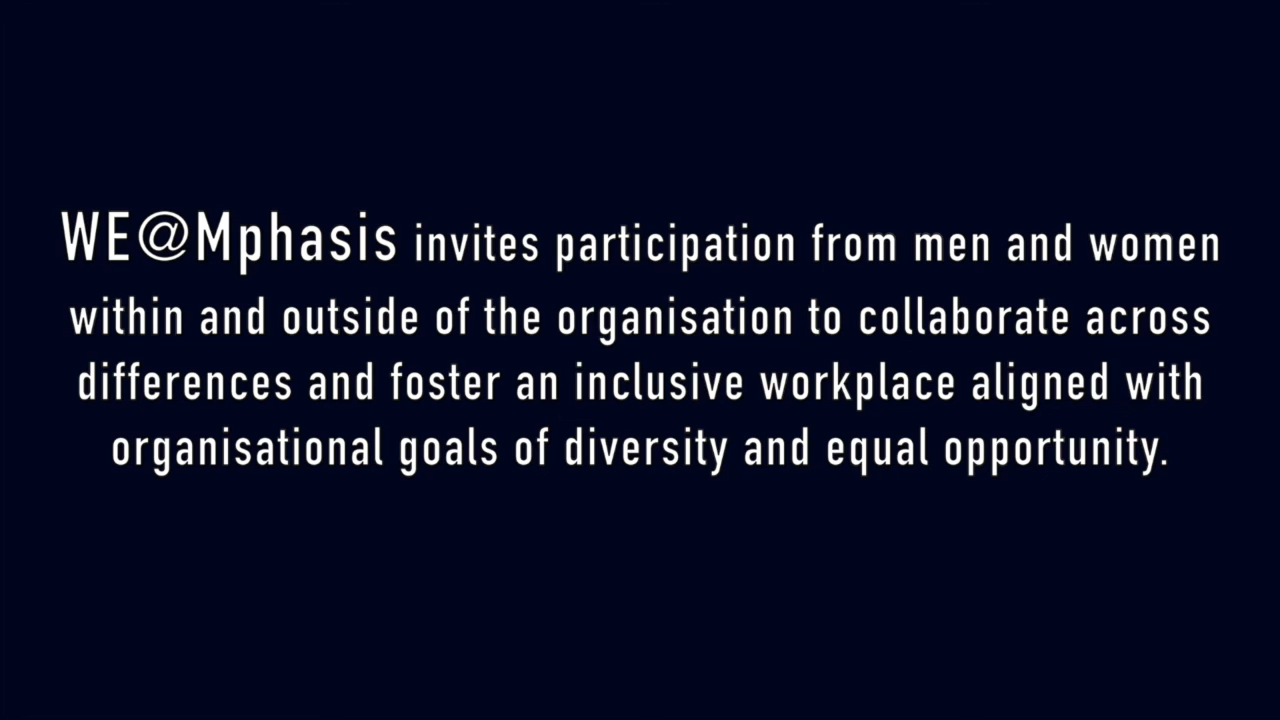 WE@Mphasis invites participation from men and women
within and outside of the organisation to collaborate across
differences and foster an inclusive workplace aligned with
organisational goals of diversity and equal opportunity.